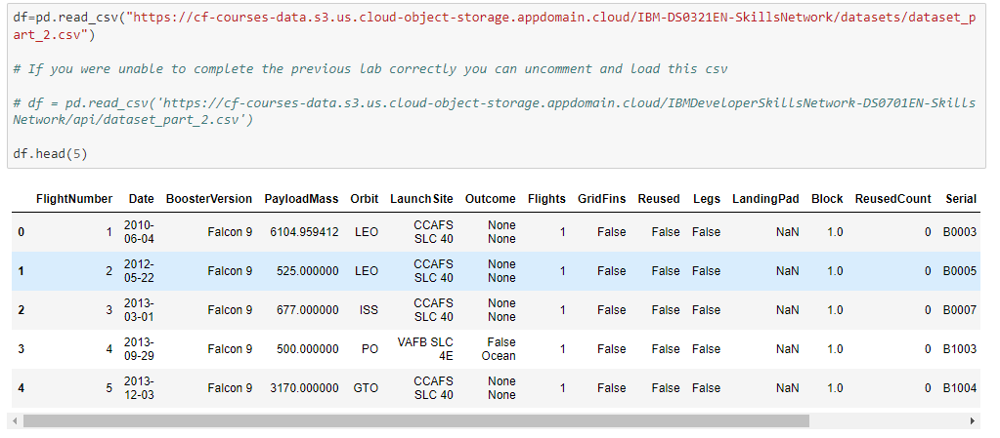 df=pd.read_csv("https://cf-courses-data.s3.us.cloud-object-storage.appdomain.cloud/IBM-DS0321EN-SkillsNetwork/datasets/dataset_p
art_2.csv")
# If you were unable to complete the previous lab correctly you can uncomment and load this csv
# df = pd.read_csv('https://cf-courses-data.s3.us.cloud-object-storage.appdomain.cloud/IBMDeveloperSkillsNetwork-DS0701EN-Skills
Network/api/dataset_part_2.csv')
df.head(5)
FlightNumber Date BoosterVersion PayloadMass Orbit LaunchSite Outcome Flights GridFins Reused Legs LandingPad Block ReusedCount Serial
0 1 2010-06-04 Falcon 9 6104.959412 LEO CCAFS SLC 40 None None 1 False False False NaN 1.0 0 B0003
1 2 2012-05-22 Falcon 9 525.000000 LEO CCAFS SLC 40 None None 1 False False False NaN 1.0 0 B0005
2 3 2013-03-01 Falcon 9 677.000000 ISS CCAFS SLC 40 None None 1 False False False NaN 1.0 0 B0007
3 4 2013-09-29 Falcon 9 500.000000 PO VAFB SLC 4E False Ocean 1 False False False NaN 1.0 0 B1003
4 5 2013-12-03 Falcon 9 3170.000000 GTO CCAFS SLC 40 None None 1 False False False NaN 1.0 0 B1004